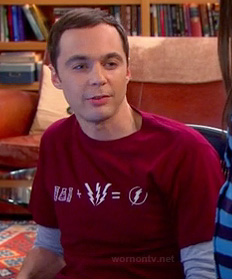 + =
wornontv.net